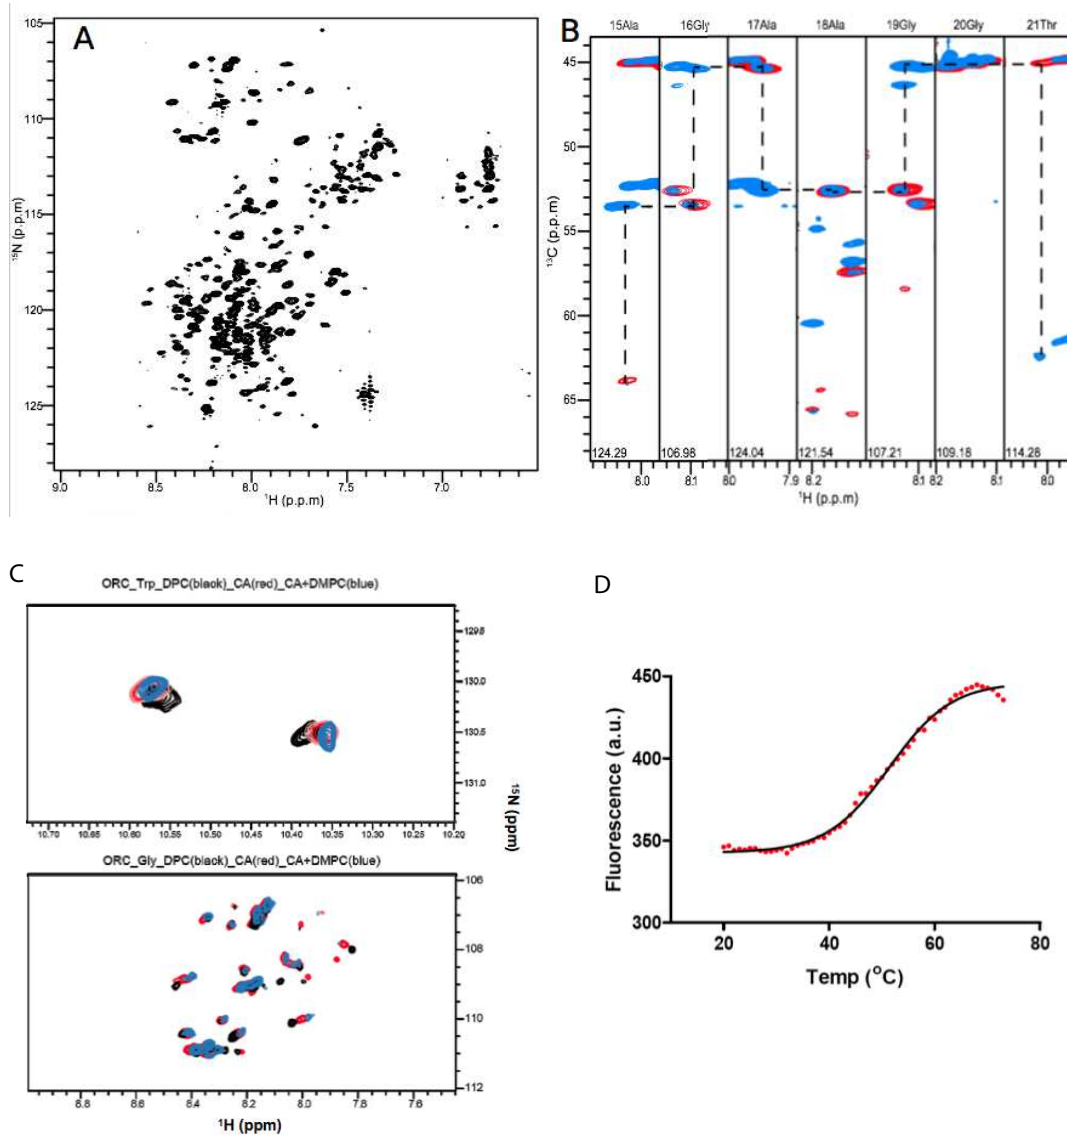 A
105
110
115
120
125
¹⁵N (p.p.m)
9.0 8.5 8.0 7.5 7.0
¹H (p.p.m)
B
15Ala 16Gly 17Ala 18Ala 19Gly 20Gly 21Thr
45
50
55
60
65
¹³C (p.p.m)
124.29 106.98 124.04 121.54 107.21 109.18 114.28
8.0 8.1 8.0 7.9 8.2 8.1 8.2 8.1 8.0
¹H (p.p.m)
C
ORC_Trp_DPC(black)_CA(red)_CA+DMPC(blue)
129.5
130.0
130.5
131.0
10.70 10.65 10.60 10.55 10.50 10.45 10.40 10.35 10.30 10.25 10.20
¹⁵N (ppm)
ORC_Gly_DPC(black)_CA(red)_CA+DMPC(blue)
106
108
110
112
8.8 8.6 8.4 8.2 8.0 7.8 7.6
¹H (ppm)
D
450
400
350
300
Fluorescence (a.u.)
20 40 60 80
Temp (°C)